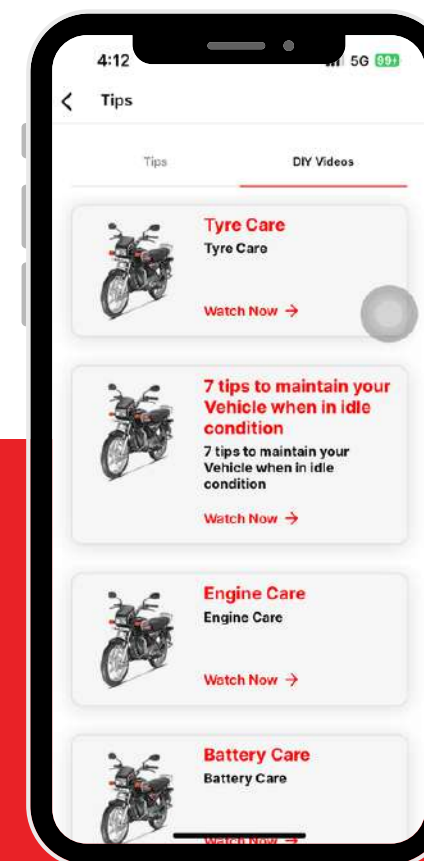 4:12
5G 99+
Tips
Tips
DIY Videos
Tyre Care
Tyre Care
Watch Now →
7 tips to maintain your
Vehicle when in idle
condition
7 tips to maintain your
Vehicle when in idle
condition
Watch Now →
Engine Care
Engine Care
Watch Now →
Battery Care
Battery Care
Watch Now →